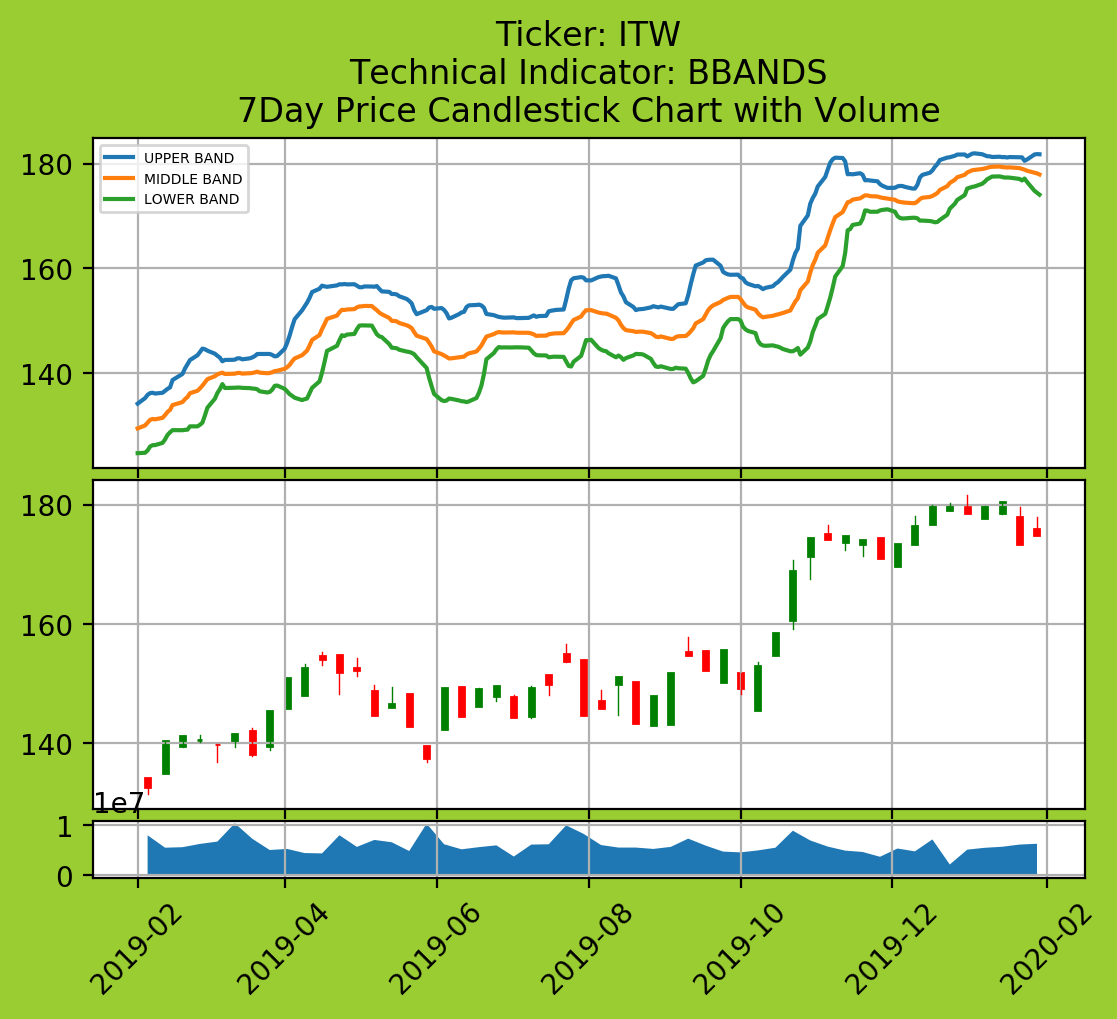 Ticker: ITW
Technical Indicator: BBANDS
7Day Price Candlestick Chart with Volume
180
160
140
UPPER BAND
MIDDLE BAND
LOWER BAND
180
160
140
1e7
1
0
2019-02
2019-04
2019-06
2019-08
2019-10
2019-12
2020-02